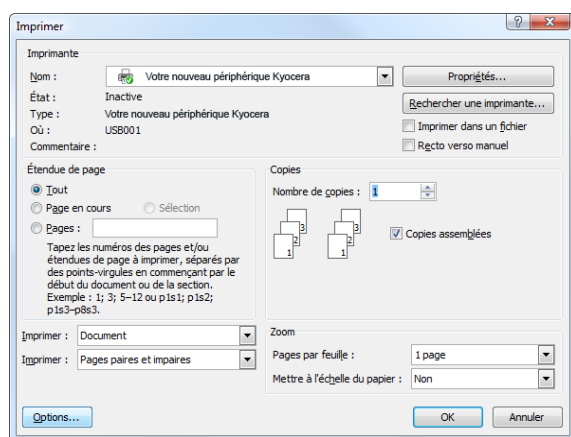 Imprimer
Imprimante
Nom : Votre nouveau périphérique Kyocera Propriétés...
État : Inactive Rechercher une imprimante...
Type : Votre nouveau périphérique Kyocera
Où : USB001 Imprimer dans un fichier
Commentaire : Recto verso manuel
Étendue de page
Tout
Page en cours Sélection
Pages :
Tapez les numéros des pages et/ou
étendues de page à imprimer, séparés par
des points-virgules en commençant par le
début du document ou de la section.
Exemple : 1; 3; 5–12 ou p1s1; p1s2;
p1s3–p8s3.
Copies
Nombre de copies : 1
3 3
2 2
1 1
Copies assemblées
Imprimer : Document
Imprimer : Pages paires et impaires
Zoom
Pages par feuille : 1 page
Mettre à l'échelle du papier : Non
Options... OK Annuler